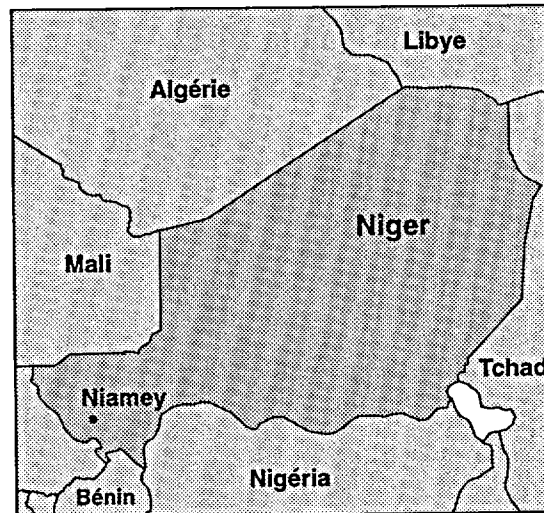 Libye
Algérie
Niger
Mali
Tchad
Niamey
Nigéria
Bénin